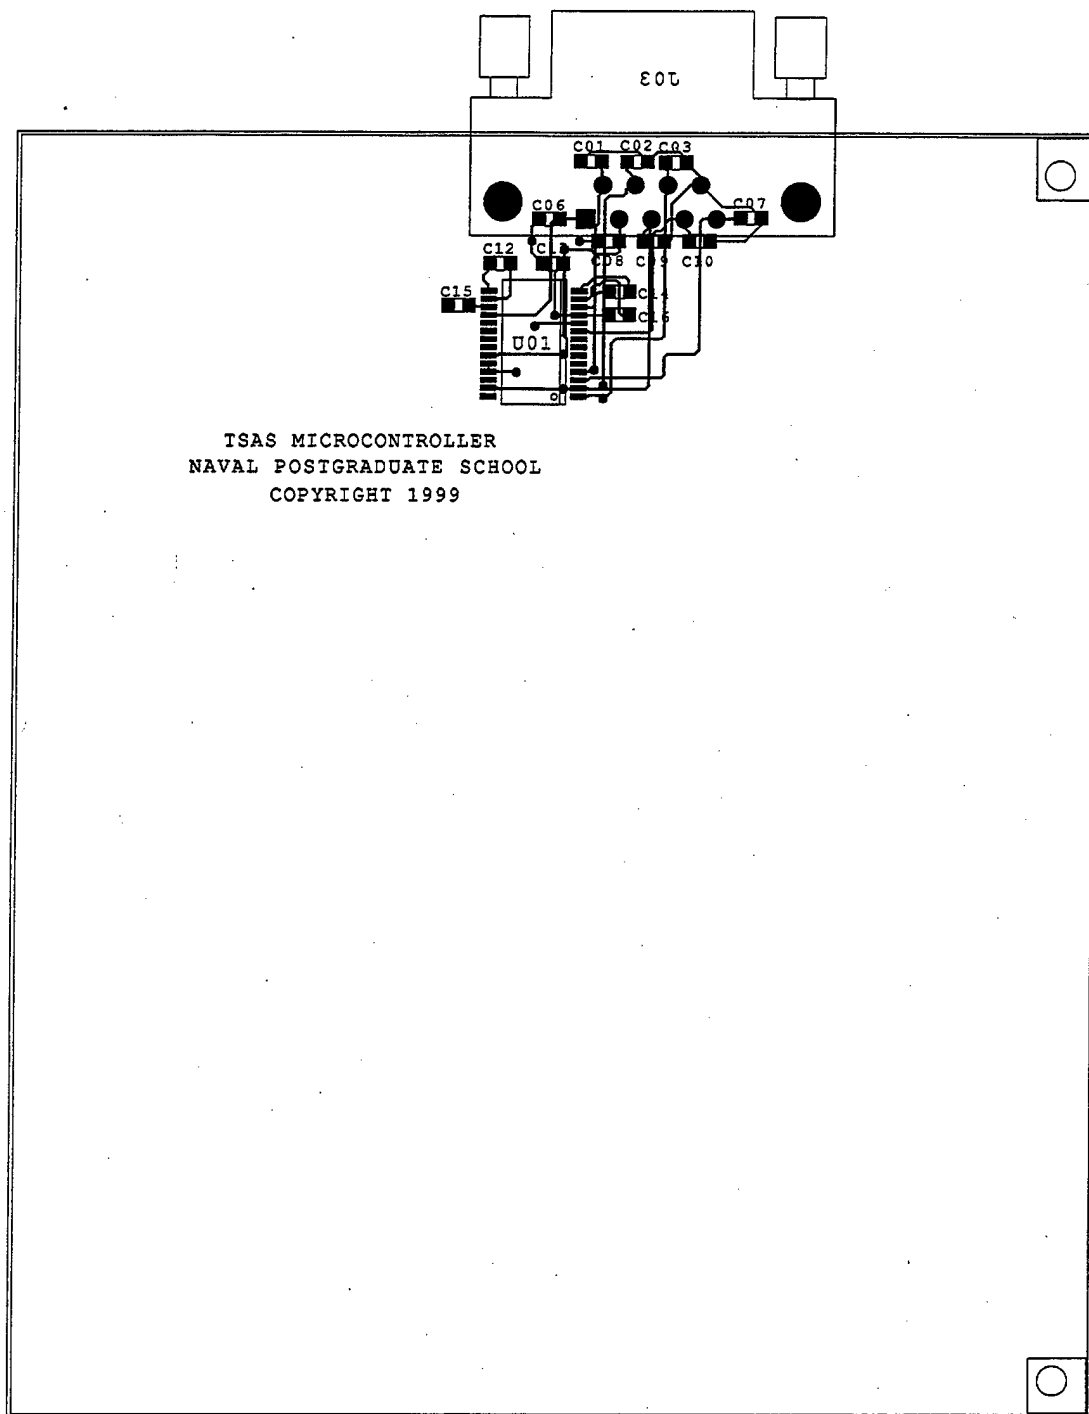 J03
C01 C02 C03
C06 C07
C12 C13 C08 C09 C10
C15 C14
C16
U01
TSAS MICROCONTROLLER
NAVAL POSTGRADUATE SCHOOL
COPYRIGHT 1999